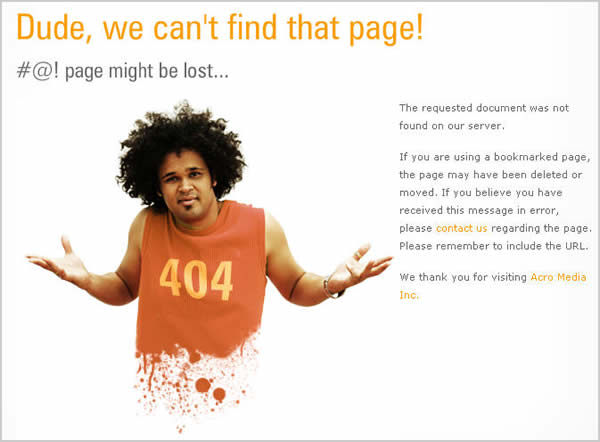 Dude, we can't find that page!
#@! page might be lost...
404
The requested document was not
found on our server.
If you are using a bookmarked page,
the page may have been deleted or
moved. If you believe you have
received this message in error,
please contact us regarding the page.
Please remember to include the URL.
We thank you for visiting Acro Media
Inc.